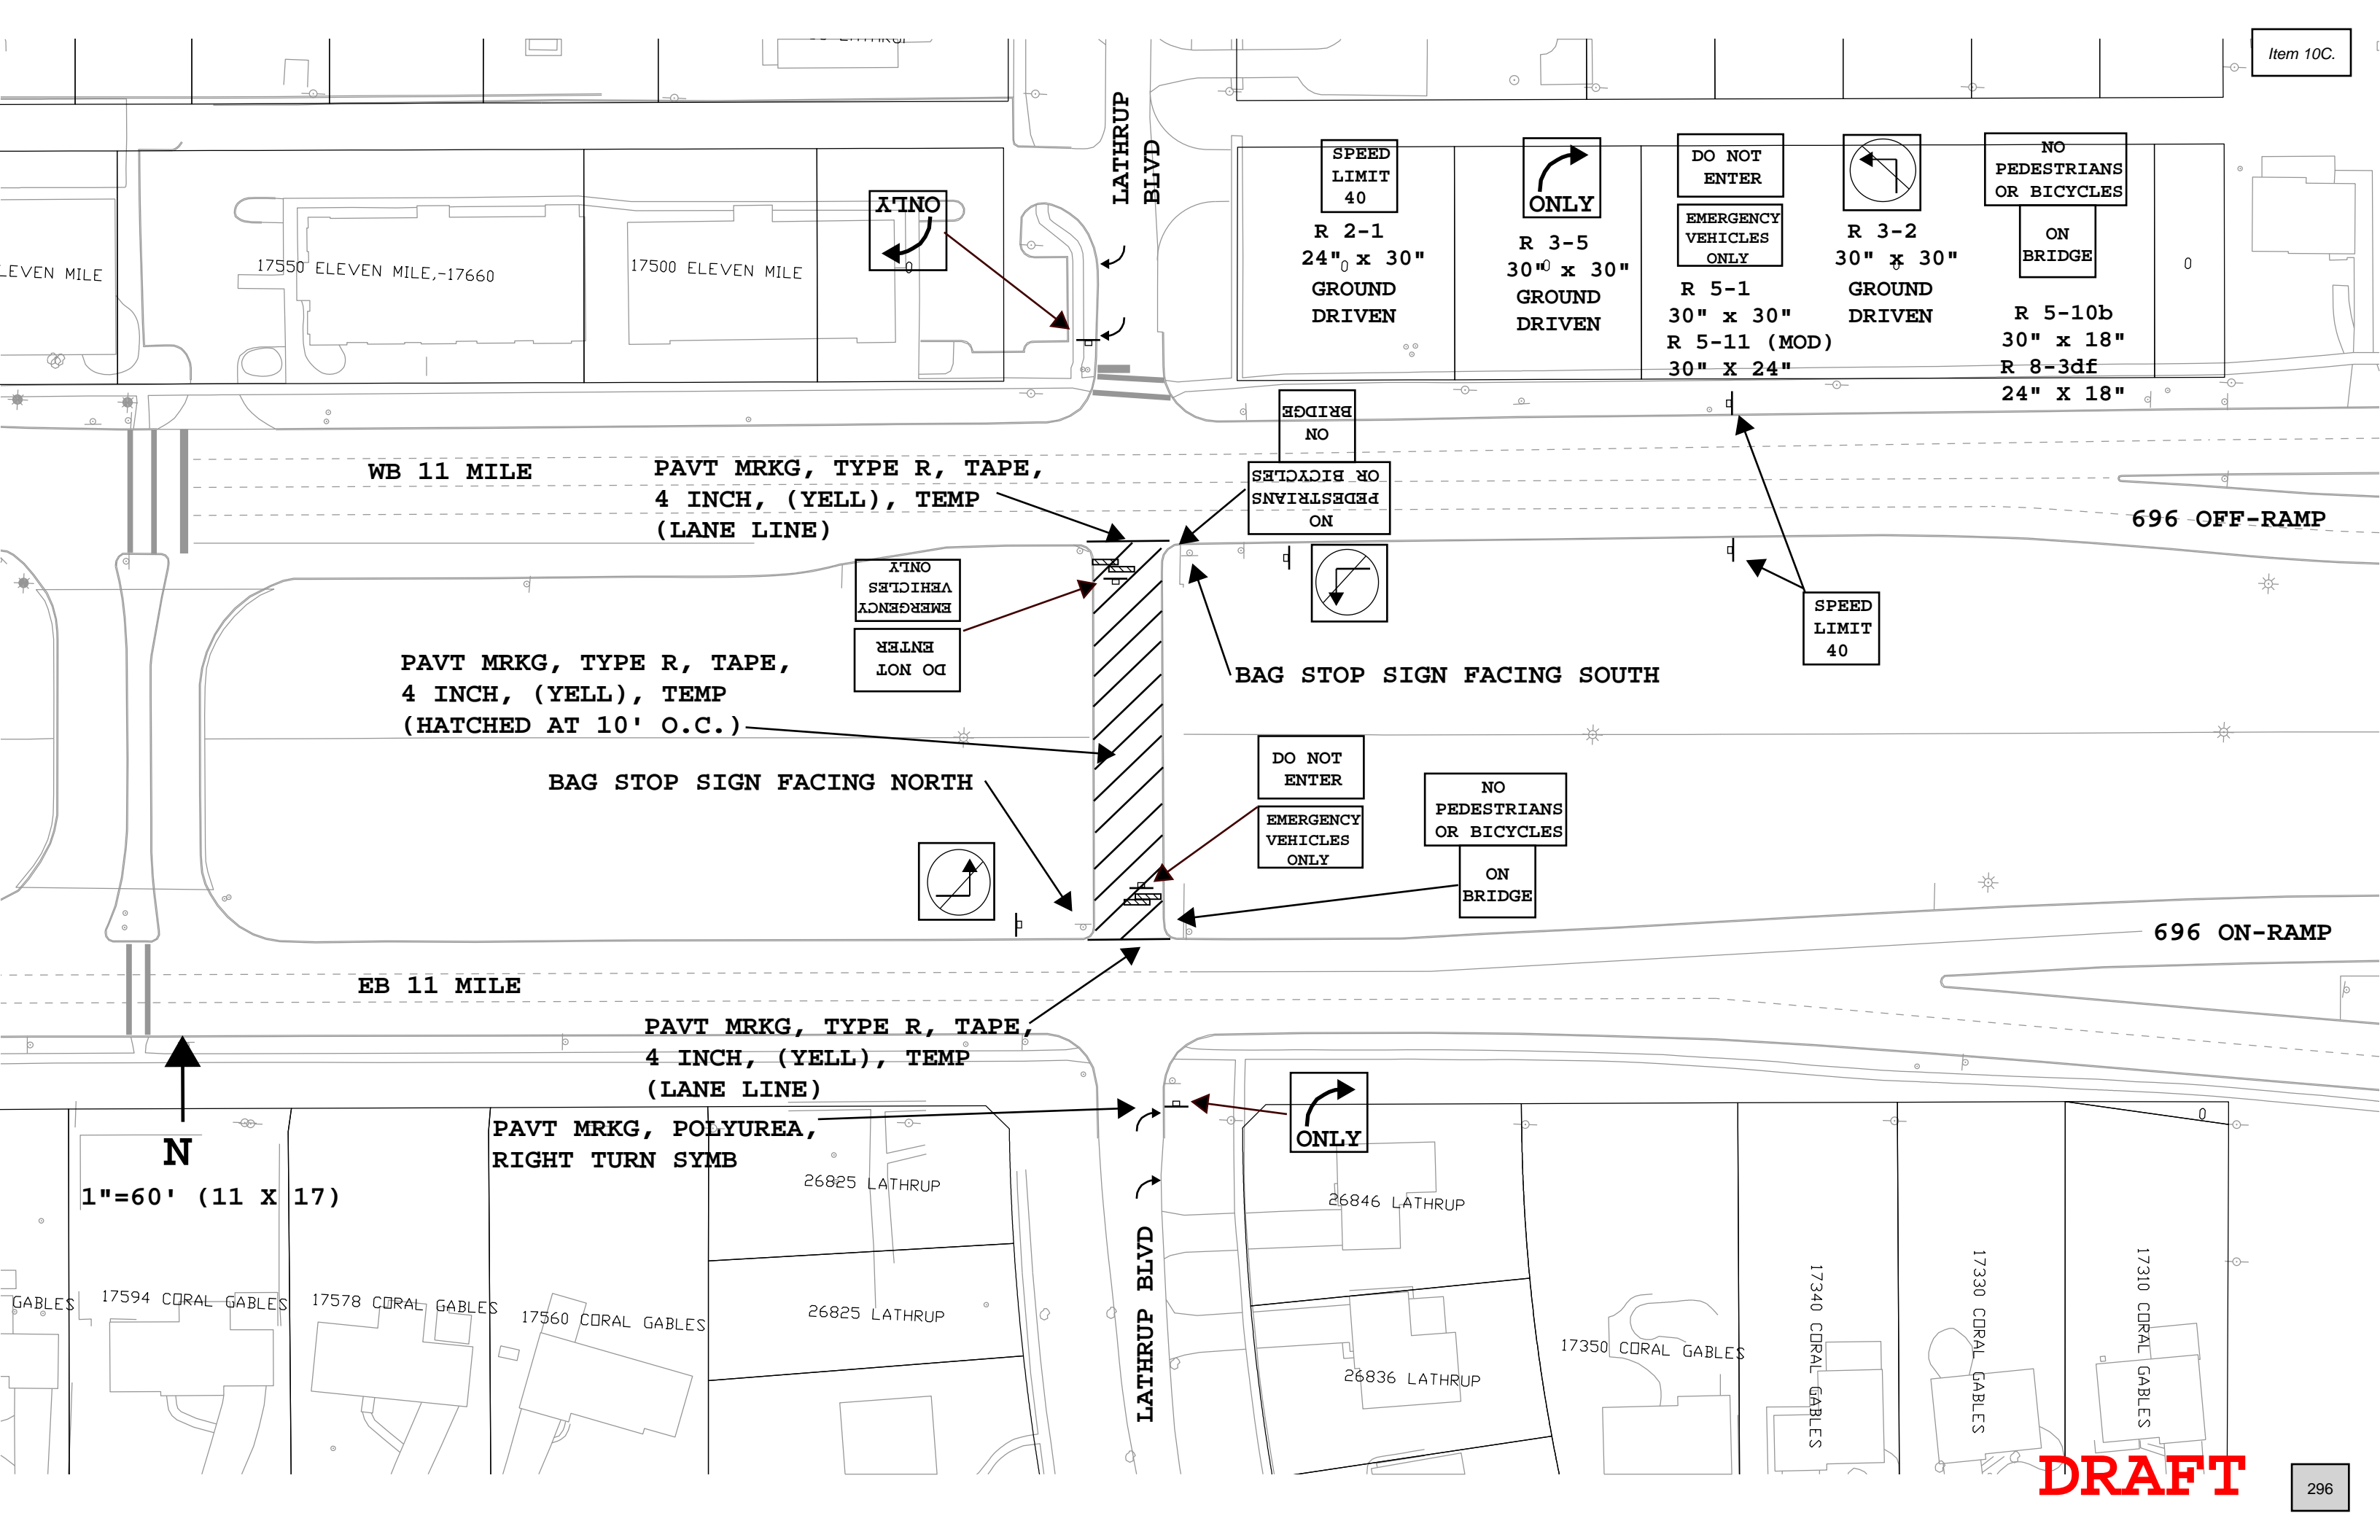 Item 10C.
LATHRUP
BLVD
SPEED
LIMIT
40
R 2-1
24" x 30"
GROUND
DRIVEN
0
ONLY
R 3-5
30" x 30"
GROUND
DRIVEN
0
DO NOT
ENTER
EMERGENCY
VEHICLES
ONLY
R 5-1
30" x 30"
R 5-11 (MOD)
30" X 24"
R 3-2
30" x 30"
GROUND
DRIVEN
0
NO
PEDESTRIANS
OR BICYCLES
ON
BRIDGE
R 5-10b
30" x 18"
R 8-3df
24" X 18"
0
ONLY
0
LEVEN MILE
17550 ELEVEN MILE,-17660
17500 ELEVEN MILE
WB 11 MILE
PAVT MRKG, TYPE R, TAPE,
4 INCH, (YELL), TEMP
(LANE LINE)
NO
PEDESTRIANS
OR BICYCLES
ON
BRIDGE
696 OFF-RAMP
DO NOT
ENTER
EMERGENCY
VEHICLES
ONLY
SPEED
LIMIT
40
PAVT MRKG, TYPE R, TAPE,
4 INCH, (YELL), TEMP
(HATCHED AT 10' O.C.)
BAG STOP SIGN FACING SOUTH
BAG STOP SIGN FACING NORTH
DO NOT
ENTER
EMERGENCY
VEHICLES
ONLY
NO
PEDESTRIANS
OR BICYCLES
ON
BRIDGE
696 ON-RAMP
EB 11 MILE
PAVT MRKG, TYPE R, TAPE,
4 INCH, (YELL), TEMP
(LANE LINE)
PAVT MRKG, POLYUREA,
RIGHT TURN SYMB
ONLY
0
N
1"=60' (11 X 17)
26825 LATHRUP
26846 LATHRUP
LATHRUP BLVD
GABLES
17594 CORAL GABLES
17578 CORAL GABLES
17560 CORAL GABLES
26825 LATHRUP
26836 LATHRUP
17350 CORAL GABLES
17340 CORAL GABLES
17330 CORAL GABLES
17310 CORAL GABLES
DRAFT
296